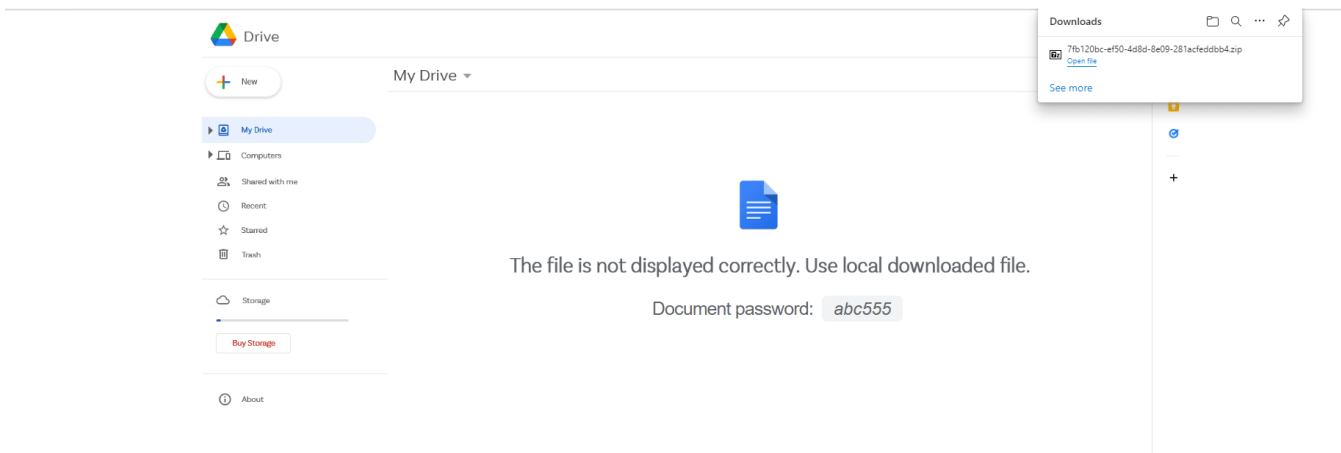 Drive
New
My Drive
Computers
Shared with me
Recent
Starred
Trash
Storage
Buy Storage
About
My Drive
The file is not displayed correctly. Use local downloaded file.
Document password: abc555
Downloads
7fb120bc-ef50-4d8d-8e09-281acfeddbb4.zip
Open file
See more